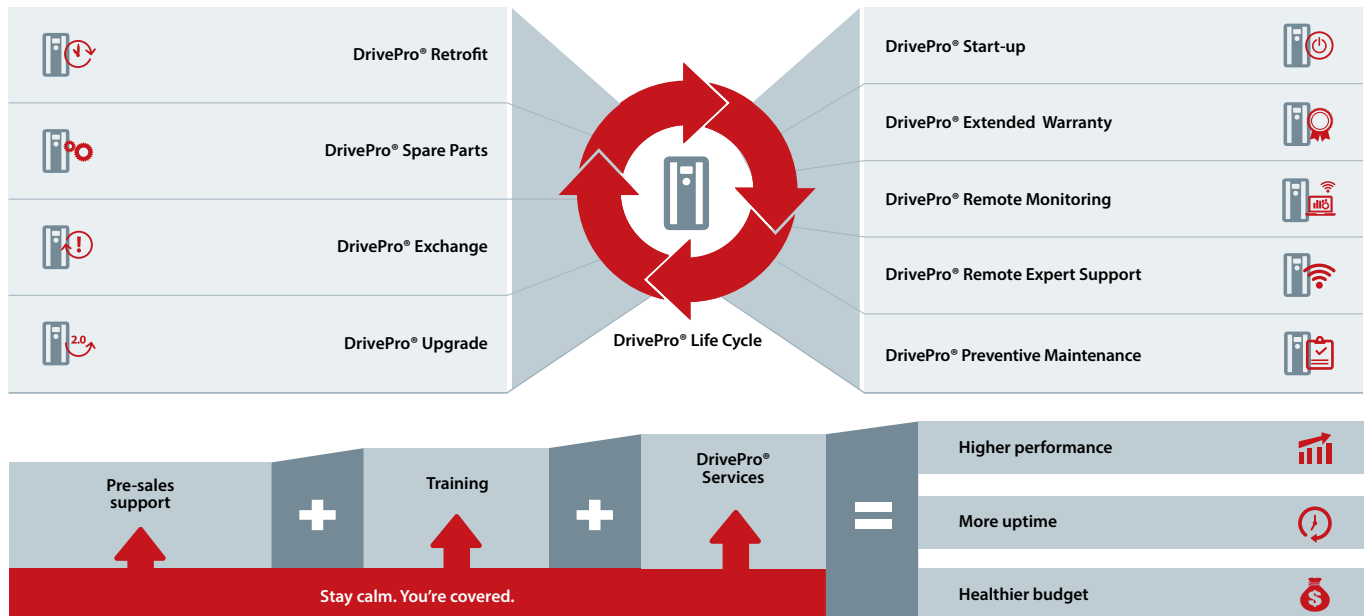 DrivePro® Retrofit
DrivePro® Spare Parts
DrivePro® Exchange
2.0
DrivePro® Upgrade
DrivePro® Life Cycle
DrivePro® Start-up
DrivePro® Extended Warranty
DrivePro® Remote Monitoring
DrivePro® Remote Expert Support
DrivePro® Preventive Maintenance
Pre-sales
support
+
Training
+
DrivePro®
Services
=
Stay calm. You're covered.
Higher performance
More uptime
Healthier budget